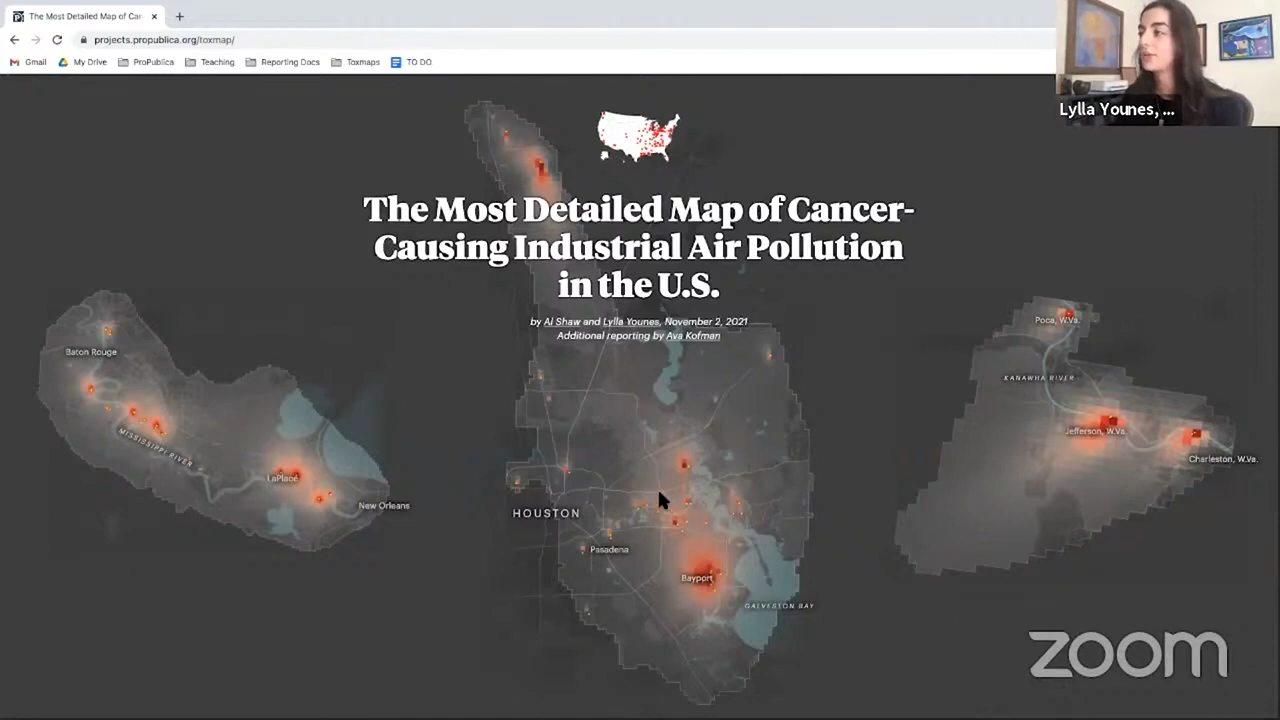 The Most Detailed Map of Can
projects.propublica.org/toxmap/
Gmail
My Drive
ProPublica
Teaching
Reporting Docs
Toxmaps
TO DO
Lylla Younes, ...
The Most Detailed Map of Cancer-
Causing Industrial Air Pollution
in the U.S.
by Al Shaw and Lylla Younes, November 2, 2021
Additional reporting by Ava Kofman
Baton Rouge
MISSISSIPPI RIVER
LaPlace
New Orleans
HOUSTON
Pasadena
Bayport
GALVESTON BAY
Poca, W.Va.
KANAWHA RIVER
Jefferson, W.Va.
Charleston, W.Va.
zoom